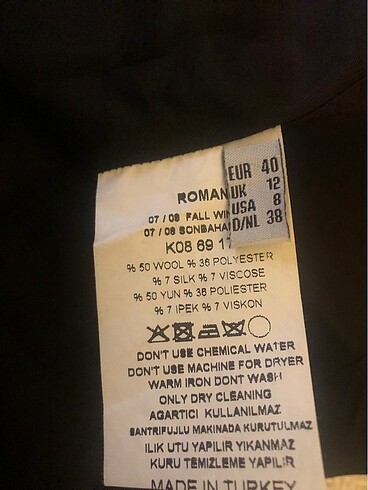 EUR 40
UK 12
USA 8
D/NL 38
ROMAN
07 / 08 FALL WIN
07 / 08 SONBAHA
K08 69 1
% 50 WOOL % 36 POLYESTER
% 7 SILK % 7 VISCOSE
% 50 YUN % 36 POLIESTER
% 7 IPEK % 7 VISKON
DON'T USE CHEMICAL WATER
DON'T USE MACHINE FOR DRYER
WARM IRON DONT WASH
ONLY DRY CLEANING
AGARTICI KULLANILMAZ
SANTRIFUJLU MAKINADA KURUTULMAZ
ILIK UTU YAPILIR YIKANMAZ
KURU TEMIZLEME YAPILIR
MADE IN TURKEY